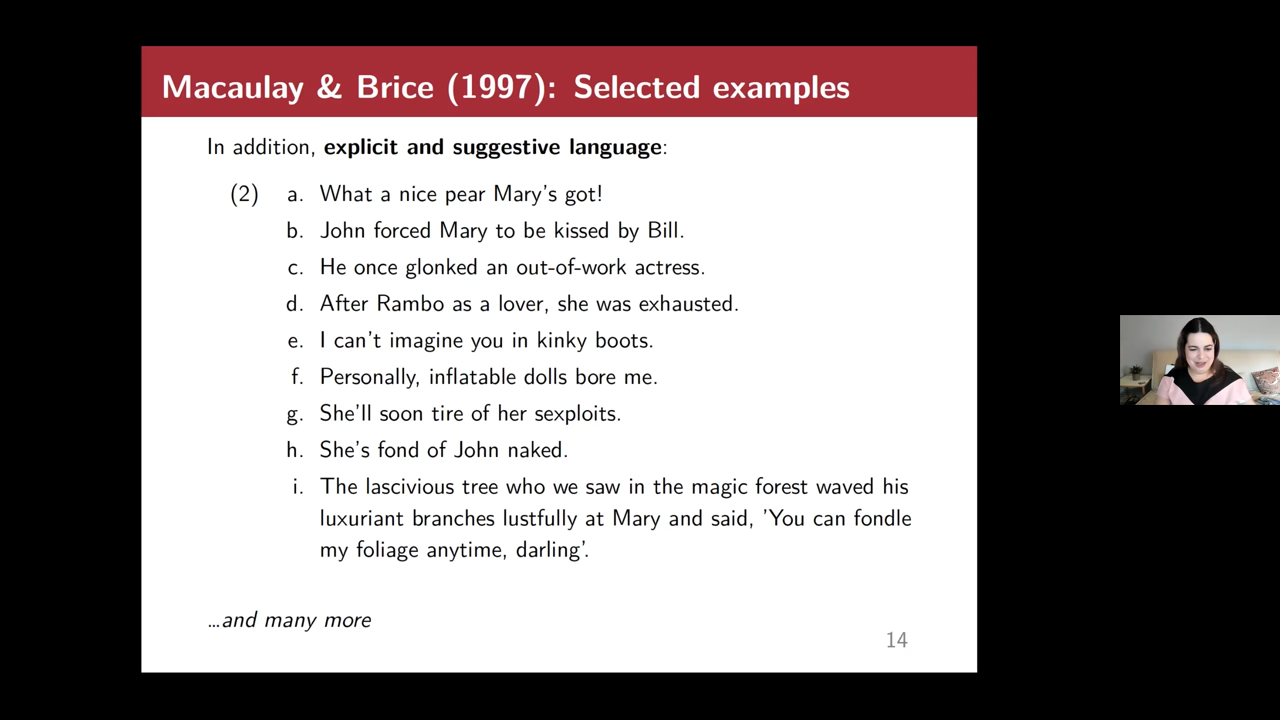 Macaulay & Brice (1997): Selected examples
In addition, explicit and suggestive language:
(2) a. What a nice pear Mary's got!
b. John forced Mary to be kissed by Bill.
c. He once glonked an out-of-work actress.
d. After Rambo as a lover, she was exhausted.
e. I can't imagine you in kinky boots.
f. Personally, inflatable dolls bore me.
g. She'll soon tire of her sexploits.
h. She's fond of John naked.
i. The lascivious tree who we saw in the magic forest waved his
luxuriant branches lustfully at Mary and said, 'You can fondle
my foliage anytime, darling'.
...and many more
14